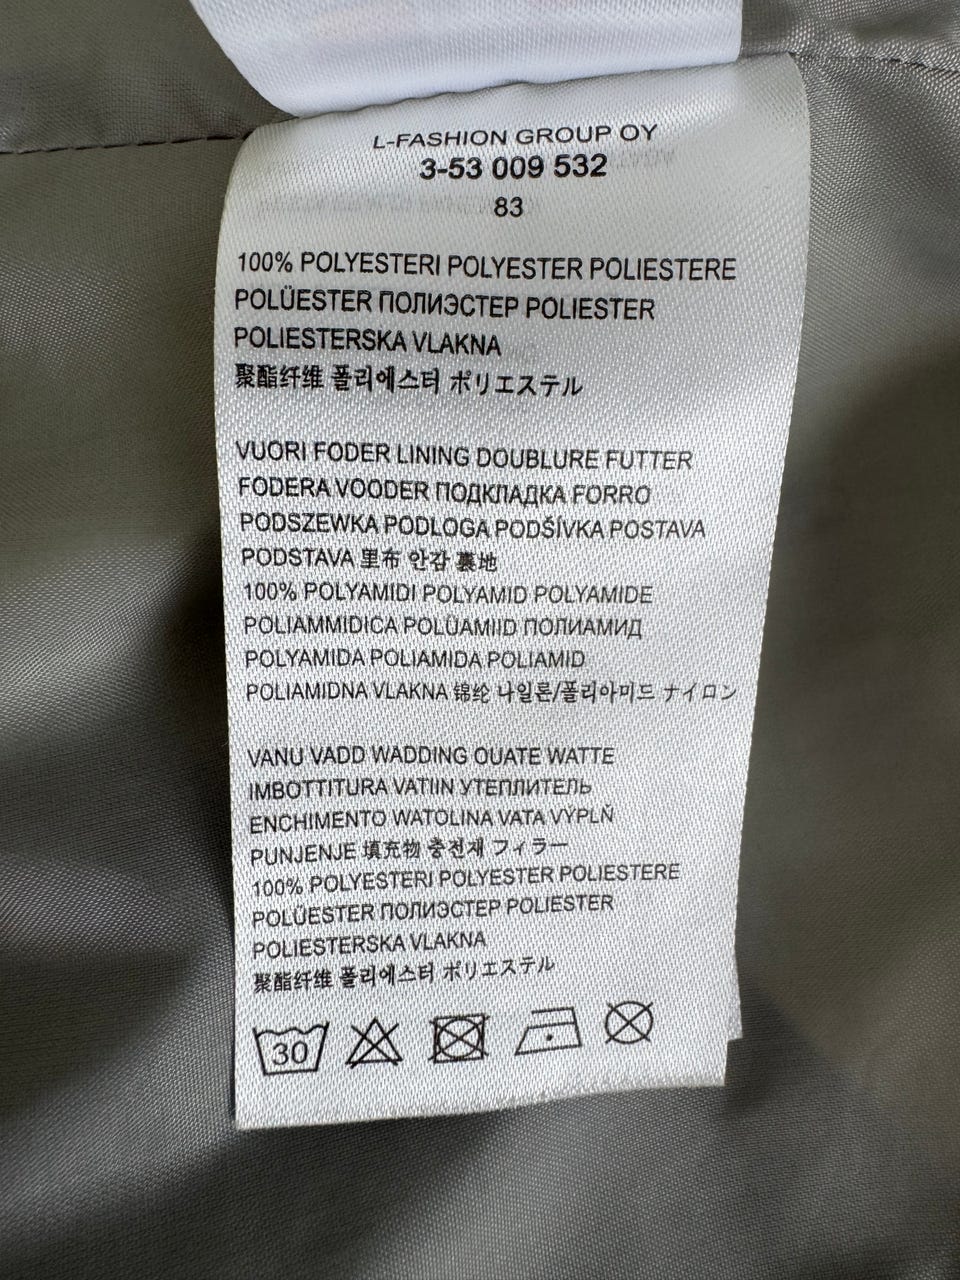 L-FASHION GROUP OY
3-53 009 532
83
100% POLYESTERI POLYESTER POLIESTERE
POLÜESTER ПОЛИЭСТЕР POLIESTER
POLIESTERSKA VLAKNA
聚酯纤维 폴리에스터 ポリエステル
VUORI FODER LINING DOUBLURE FUTTER
FODERA VOODER ПОДКЛАДКА FORRO
PODSZEWKA PODLOGA PODŠÍVKA POSTAVA
PODSTAVA 里布 안감 裏地
100% POLYAMIDI POLYAMID POLYAMIDE
POLIAMMIDICA POLÜAMIID ПОЛИАМИД
POLYAMIDA POLIAMIDA POLIAMID
POLIAMIDNA VLAKNA 锦纶 나일론/폴리아미드 ナイロン
VANU VADD WADDING OUATE WATTE
IMBOTTITURA VATIIN УТЕПЛИТЕЛЬ
ENCHIMENTO WATOLINA VATA VÝPLŇ
PUNJENJE 填充物 충전재 フィラー
100% POLYESTERI POLYESTER POLIESTERE
POLÜESTER ПОЛИЭСТЕР POLIESTER
POLIESTERSKA VLAKNA
聚酯纤维 폴리에스터 ポリエステル
30